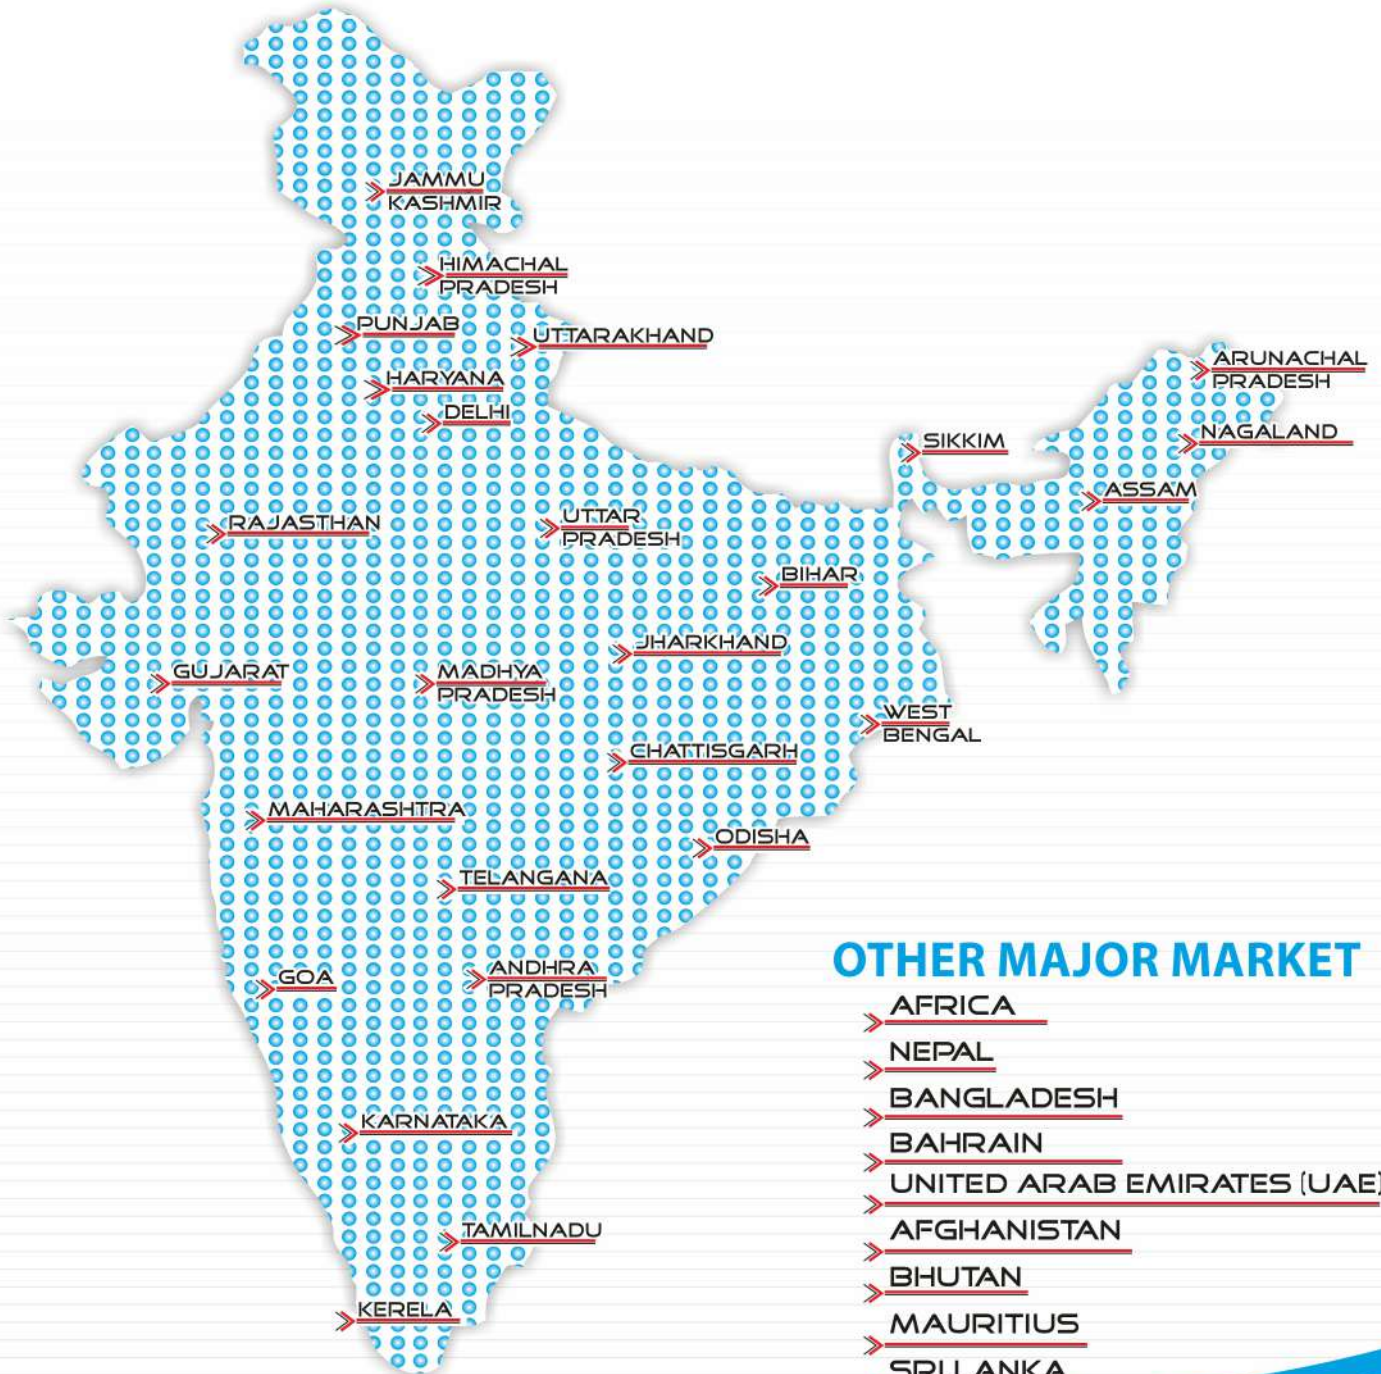 JAMMU
KASHMIR
HIMACHAL
PRADESH
PUNJAB
UTTARAKHAND
HARYANA
DELHI
ARUNACHAL
PRADESH
SIKKIM
NAGALAND
ASSAM
RAJASTHAN
UTTAR
PRADESH
BIHAR
JHARKHAND
GUJARAT
MADHYA
PRADESH
WEST
BENGAL
CHATTISGARH
MAHARASHTRA
ODISHA
TELANGANA
GOA
ANDHRA
PRADESH
KARNATAKA
TAMILNADU
KERELA
OTHER MAJOR MARKET
AFRICA
NEPAL
BANGLADESH
BAHRAIN
UNITED ARAB EMIRATES (UAE)
AFGHANISTAN
BHUTAN
MAURITIUS
SRI LANKA